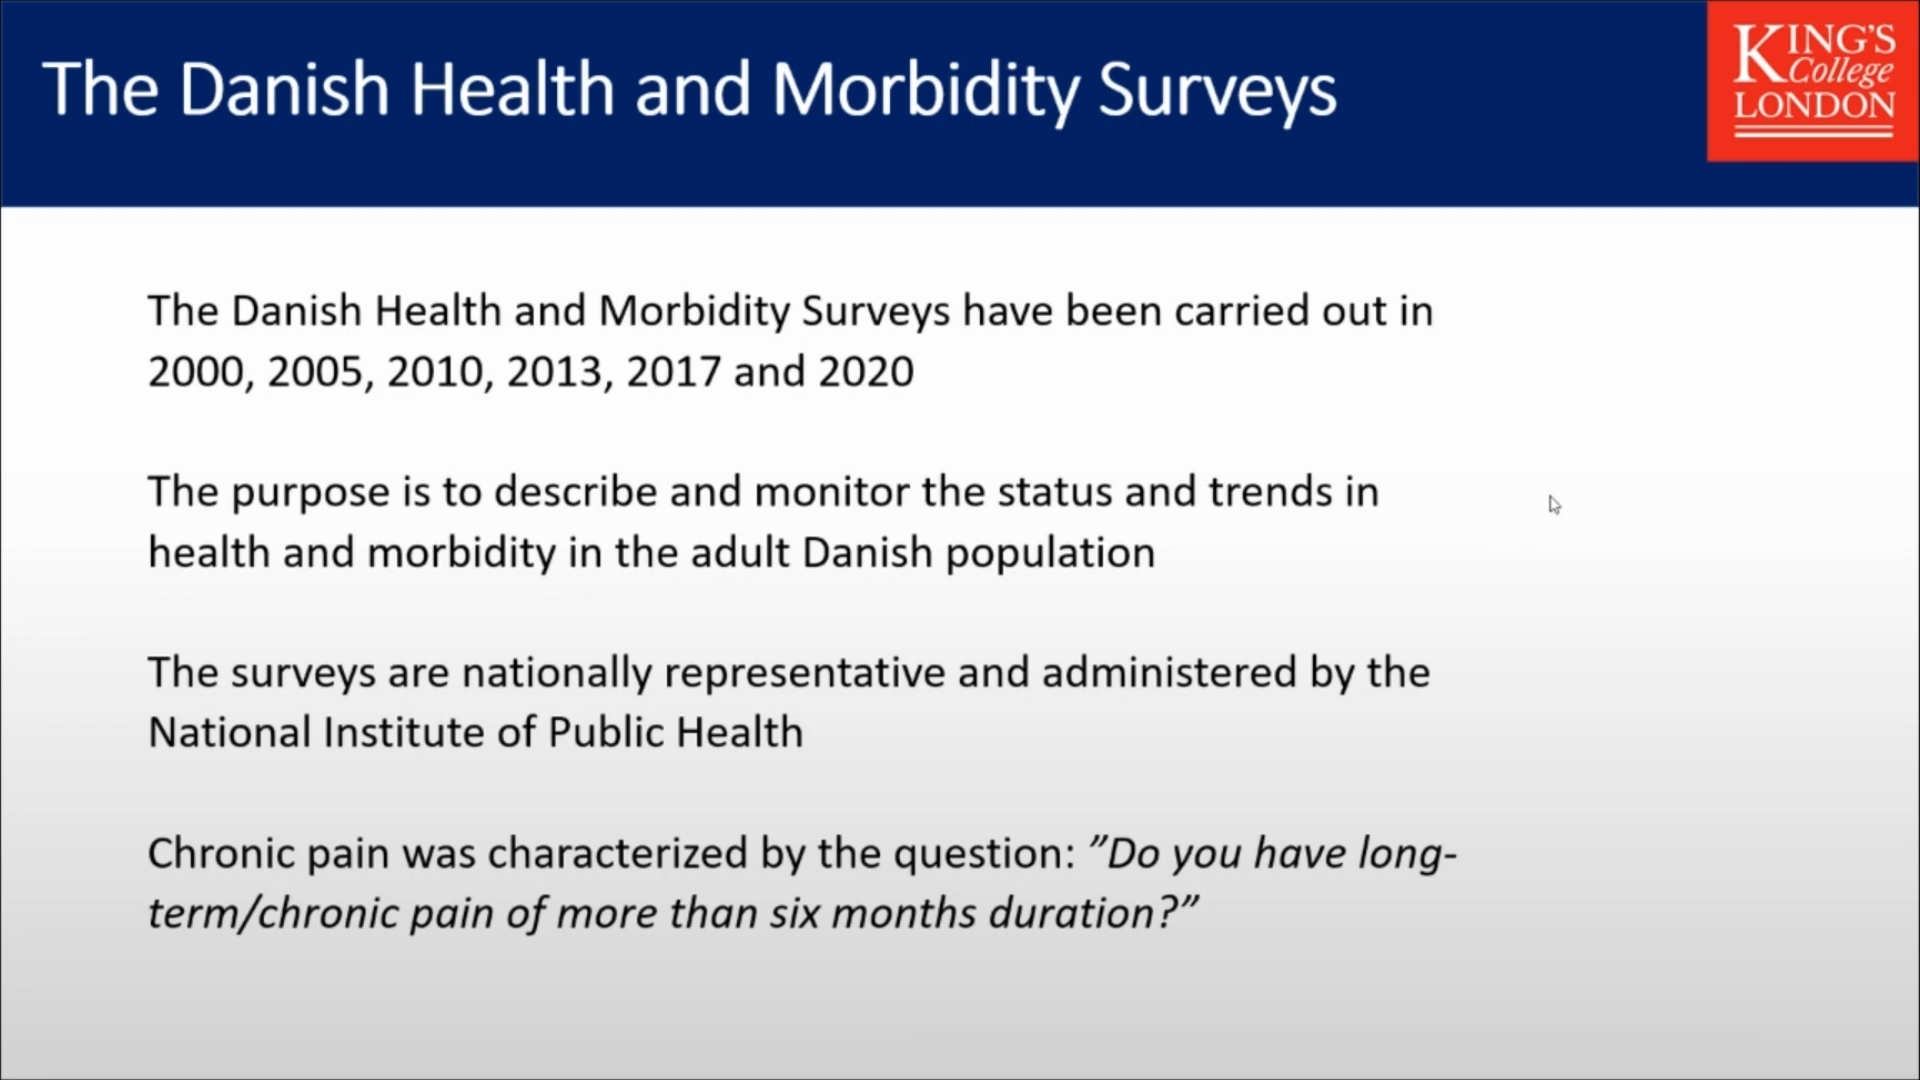 The Danish Health and Morbidity Surveys
KING'S
College
LONDON
The Danish Health and Morbidity Surveys have been carried out in
2000, 2005, 2010, 2013, 2017 and 2020
The purpose is to describe and monitor the status and trends in
health and morbidity in the adult Danish population
The surveys are nationally representative and administered by the
National Institute of Public Health
Chronic pain was characterized by the question: ”Do you have long-
term/chronic pain of more than six months duration?”